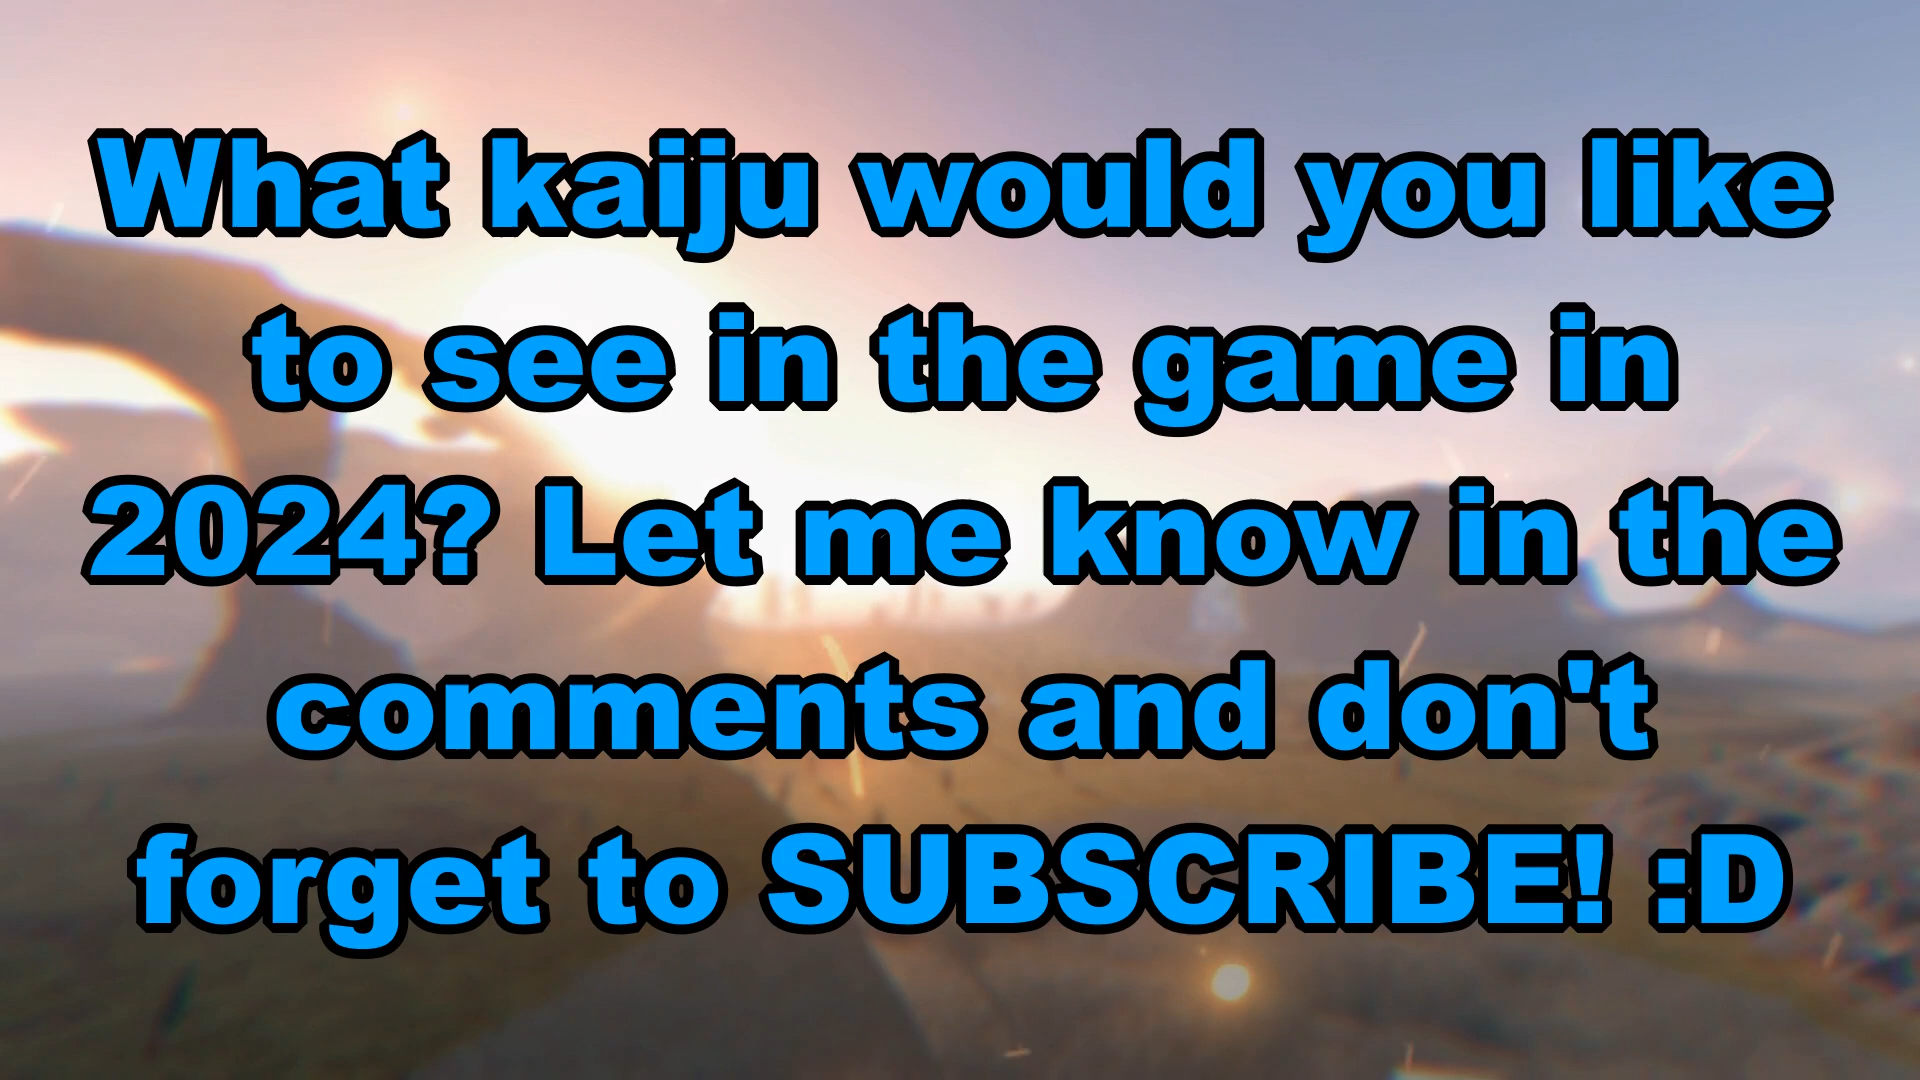 What kaiju would you like
to see in the game in
2024? Let me know in the
comments and don't
forget to SUBSCRIBE! :D